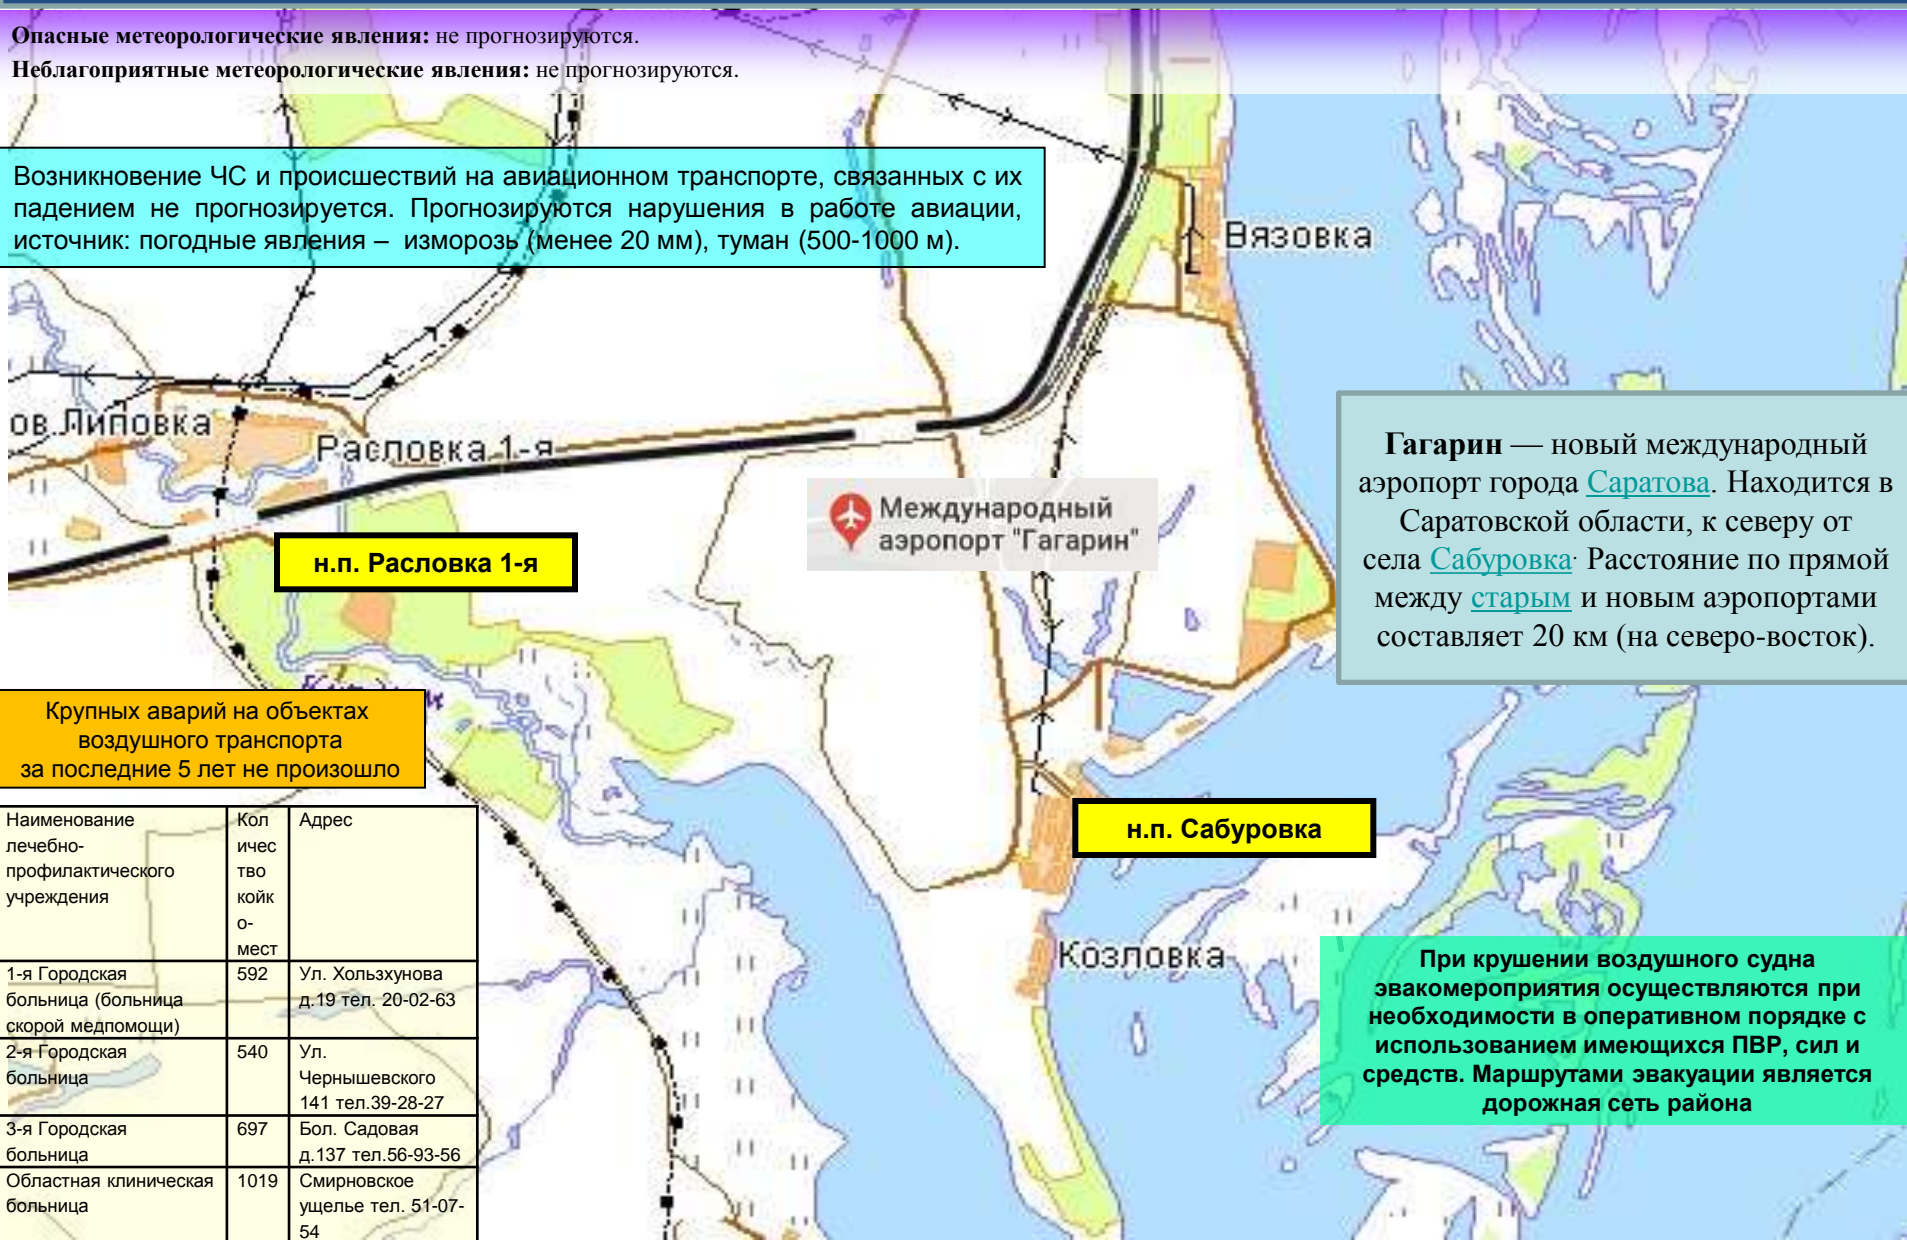 Опасные метеорологические явления: не прогнозируются.
Неблагоприятные метеорологические явления: не прогнозируются.
Возникновение ЧС и происшествий на авиационном транспорте, связанных с их
падением не прогнозируется. Прогнозируются нарушения в работе авиации,
источник: погодные явления – изморозь (менее 20 мм), туман (500-1000 м).
Вязовка
ов.Липовка
Расловка 1-я
Международный
аэропорт "Гагарин"
Гагарин — новый международный
аэропорт города Саратова. Находится в
Саратовской области, к северу от
села Сабуровка. Расстояние по прямой
между старым и новым аэропортами
составляет 20 км (на северо-восток).
н.п. Расловка 1-я
Крупных аварий на объектах
воздушного транспорта
за последние 5 лет не произошло
н.п. Сабуровка
Козловка
При крушении воздушного судна
эвакомероприятия осуществляются при
необходимости в оперативном порядке с
использованием имеющихся ПВР, сил и
средств. Маршрутами эвакуации является
дорожная сеть района
Наименование
лечебно-
профилактического
учреждения
Кол
ичес
тво
койк
о-
мест
Адрес
1-я Городская
больница (больница
скорой медпомощи)
592
Ул. Хользхунова
д.19 тел. 20-02-63
2-я Городская
больница
540
Ул.
Чернышевского
141 тел.39-28-27
3-я Городская
больница
697
Бол. Садовая
д.137 тел.56-93-56
Областная клиническая
больница
1019
Смирновское
ущелье тел. 51-07-
54